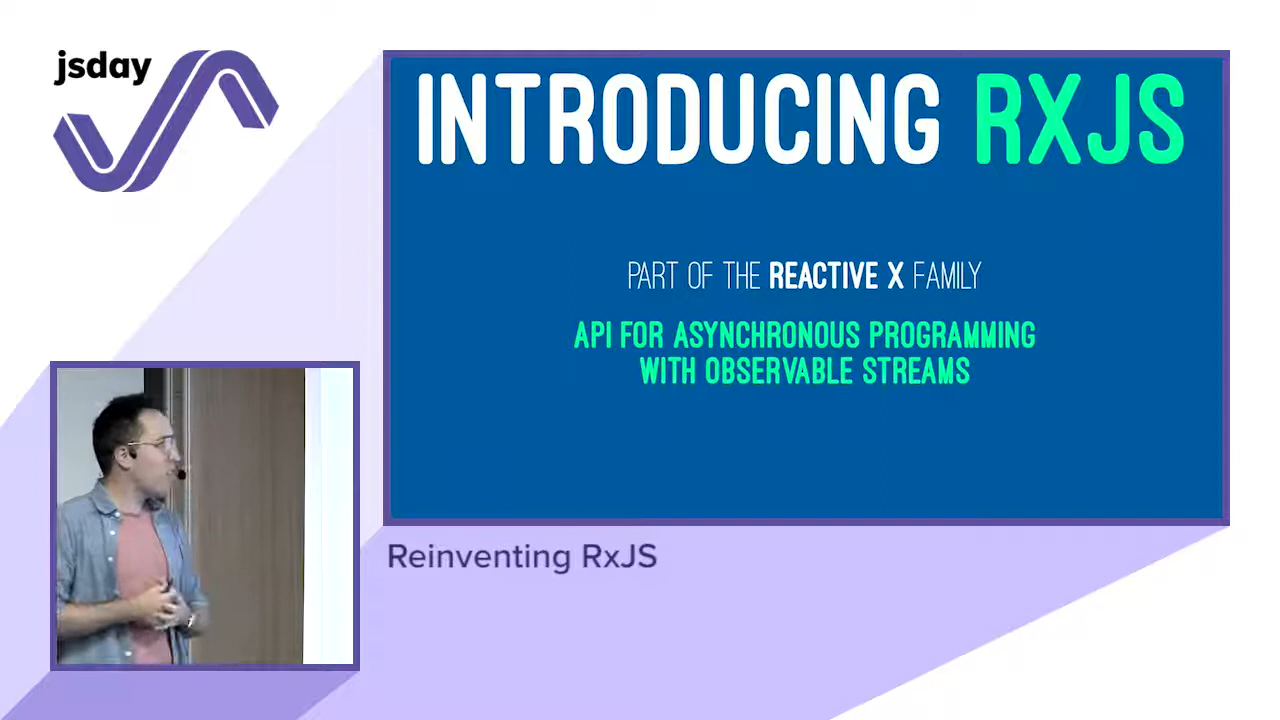 jsday
INTRODUCING RXJS
PART OF THE REACTIVE X FAMILY
API FOR ASYNCHRONOUS PROGRAMMING
WITH OBSERVABLE STREAMS
Reinventing RxJS